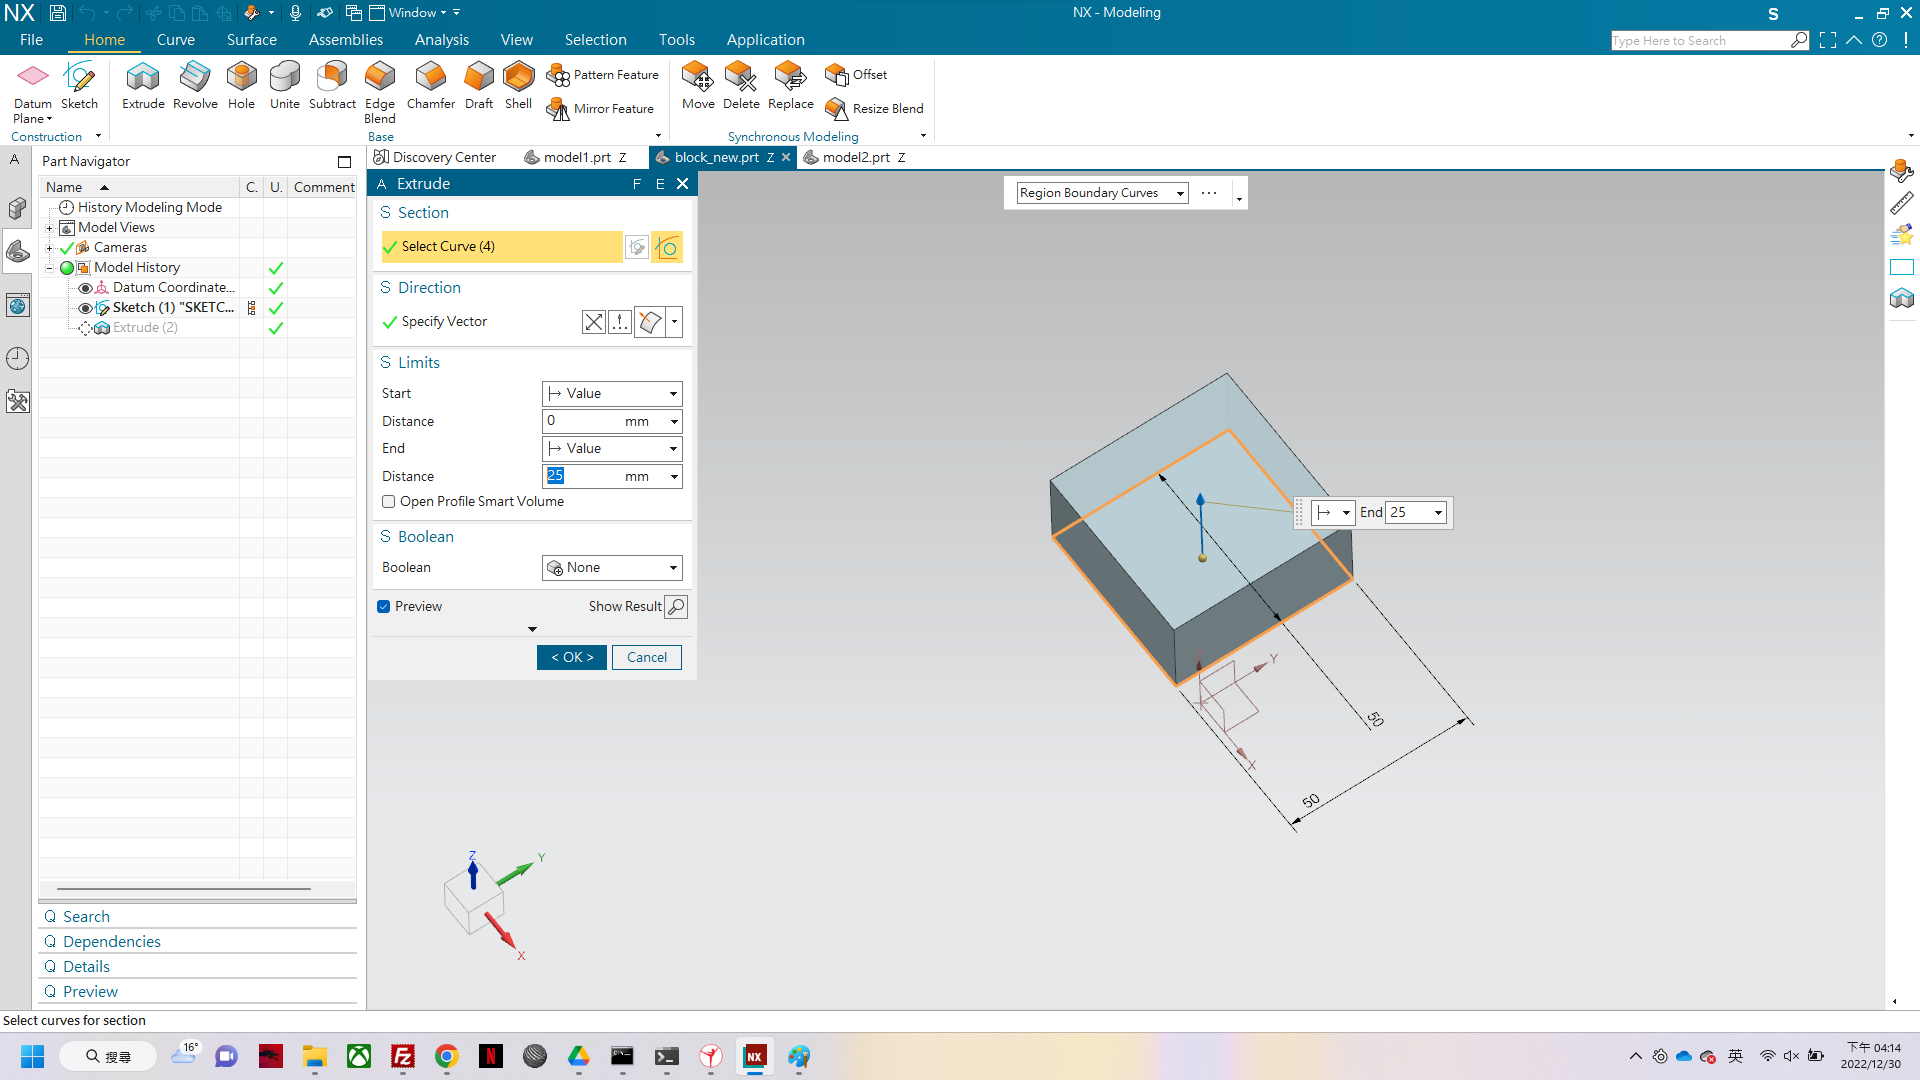 NX
Window
NX - Modeling
S
File
Home
Curve
Surface
Assemblies
Analysis
View
Selection
Tools
Application
Type Here to Search
Datum Plane
Sketch
Extrude
Revolve
Hole
Unite
Subtract
Edge Blend
Chamfer
Draft
Shell
Pattern Feature
Mirror Feature
Move
Delete
Replace
Offset
Resize Blend
Construction
Base
Synchronous Modeling
A
Part Navigator
Name
C.
U.
Comment
History Modeling Mode
Model Views
Cameras
Model History
Datum Coordinate...
Sketch (1) "SKETC...
Extrude (2)
Q Search
Q Dependencies
Q Details
Q Preview
Discovery Center
model1.prt Z
block_new.prt Z
model2.prt Z
A Extrude
F E
S Section
Select Curve (4)
S Direction
Specify Vector
S Limits
Start
Value
Distance
0 mm
End
Value
Distance
25 mm
Open Profile Smart Volume
S Boolean
Boolean
None
Preview
Show Result
< OK >
Cancel
Region Boundary Curves
End 25
Y
X
50
50
Z
Y
X
Select curves for section
16°
搜尋
NX
英
下午 04:14
2022/12/30